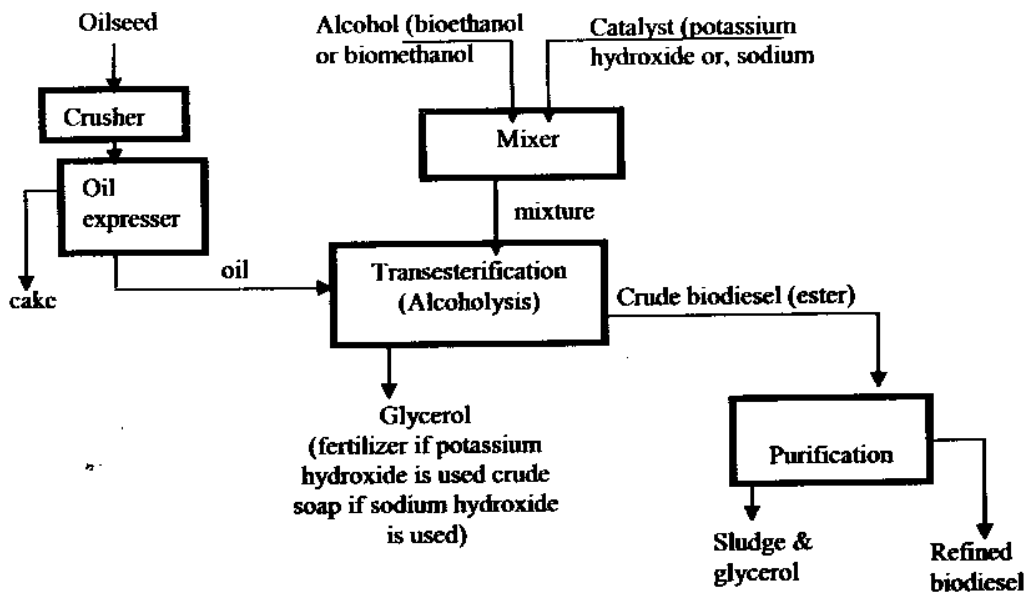 Oilseed
Crusher
Oil
expresser
cake
oil
Alcohol (bioethanol
or biomethanol
Catalyst (potassium
hydroxide or, sodium
Mixer
mixture
Transesterification
(Alcoholysis)
Crude biodiesel (ester)
Glycerol
(fertilizer if potassium
hydroxide is used crude
soap if sodium hydroxide
is used)
Purification
Sludge &
glycerol
Refined
biodiesel